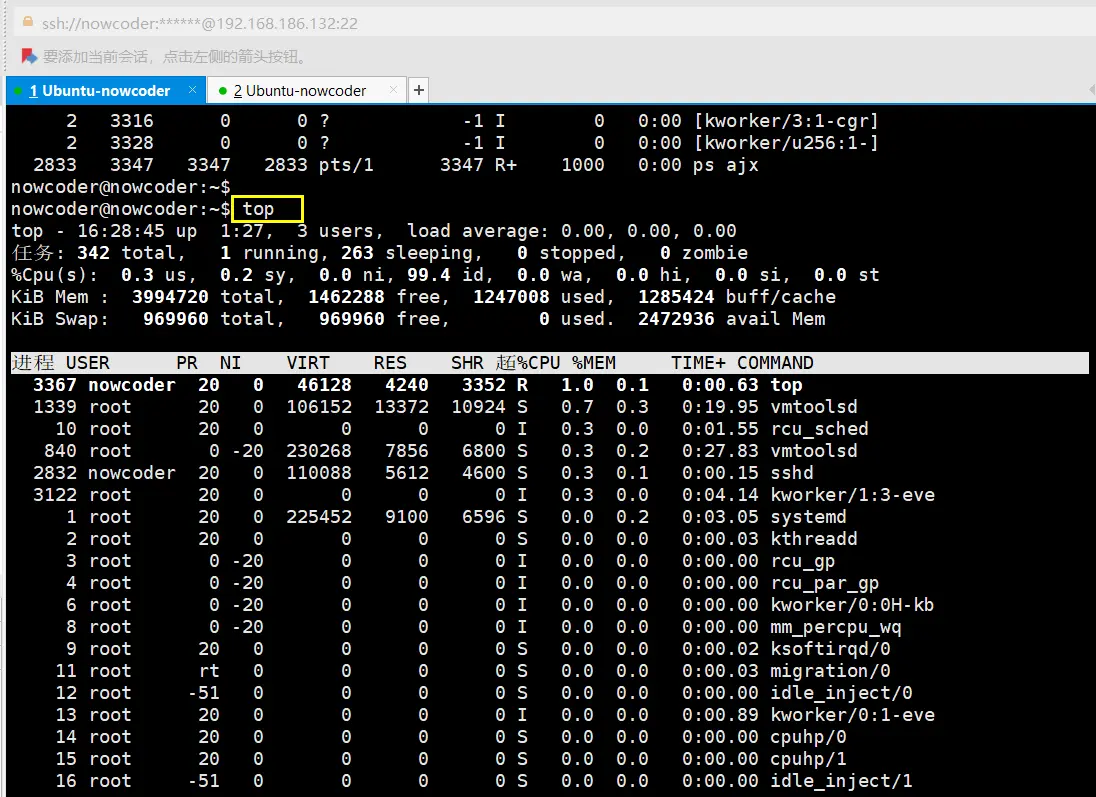 ssh://nowcoder:******@192.168.186.132:22
要添加当前会话，点击左侧的箭头按钮。
1 Ubuntu-nowcoder × 2 Ubuntu-nowcoder × +
2 3316 0 0 ? -1 I 0 0:00 [kworker/3:1-cgr]
2 3328 0 0 ? -1 I 0 0:00 [kworker/u256:1-]
2833 3347 3347 2833 pts/1 3347 R+ 1000 0:00 ps ajx
nowcoder@nowcoder:~$
nowcoder@nowcoder:~$ top
top - 16:28:45 up 1:27, 3 users, load average: 0.00, 0.00, 0.00
任务: 342 total, 1 running, 263 sleeping, 0 stopped, 0 zombie
%Cpu(s): 0.3 us, 0.2 sy, 0.0 ni, 99.4 id, 0.0 wa, 0.0 hi, 0.0 si, 0.0 st
KiB Mem : 3994720 total, 1462288 free, 1247008 used, 1285424 buff/cache
KiB Swap: 969960 total, 969960 free, 0 used. 2472936 avail Mem
进程 USER PR NI VIRT RES SHR 超%CPU %MEM TIME+ COMMAND
3367 nowcoder 20 0 46128 4240 3352 R 1.0 0.1 0:00.63 top
1339 root 20 0 106152 13372 10924 S 0.7 0.3 0:19.95 vmtoolsd
10 root 20 0 0 0 0 I 0.3 0.0 0:01.55 rcu_sched
840 root 0 -20 230268 7856 6800 S 0.3 0.2 0:27.83 vmtoolsd
2832 nowcoder 20 0 110088 5612 4600 S 0.3 0.1 0:00.15 sshd
3122 root 20 0 0 0 0 I 0.3 0.0 0:04.14 kworker/1:3-eve
1 root 20 0 225452 9100 6596 S 0.0 0.2 0:03.05 systemd
2 root 20 0 0 0 0 S 0.0 0.0 0:00.03 kthreadd
3 root 0 -20 0 0 0 I 0.0 0.0 0:00.00 rcu_gp
4 root 0 -20 0 0 0 I 0.0 0.0 0:00.00 rcu_par_gp
6 root 0 -20 0 0 0 I 0.0 0.0 0:00.00 kworker/0:0H-kb
8 root 0 -20 0 0 0 I 0.0 0.0 0:00.00 mm_percpu_wq
9 root 20 0 0 0 0 S 0.0 0.0 0:00.02 ksoftirqd/0
11 root rt 0 0 0 0 S 0.0 0.0 0:00.03 migration/0
12 root -51 0 0 0 0 S 0.0 0.0 0:00.00 idle_inject/0
13 root 20 0 0 0 0 I 0.0 0.0 0:00.89 kworker/0:1-eve
14 root 20 0 0 0 0 S 0.0 0.0 0:00.00 cpuhp/0
15 root 20 0 0 0 0 S 0.0 0.0 0:00.00 cpuhp/1
16 root -51 0 0 0 0 S 0.0 0.0 0:00.00 idle_inject/1